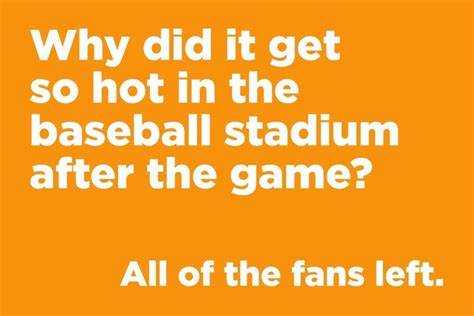 Why did it get
so hot in the
baseball stadium
after the game?
All of the fans left.